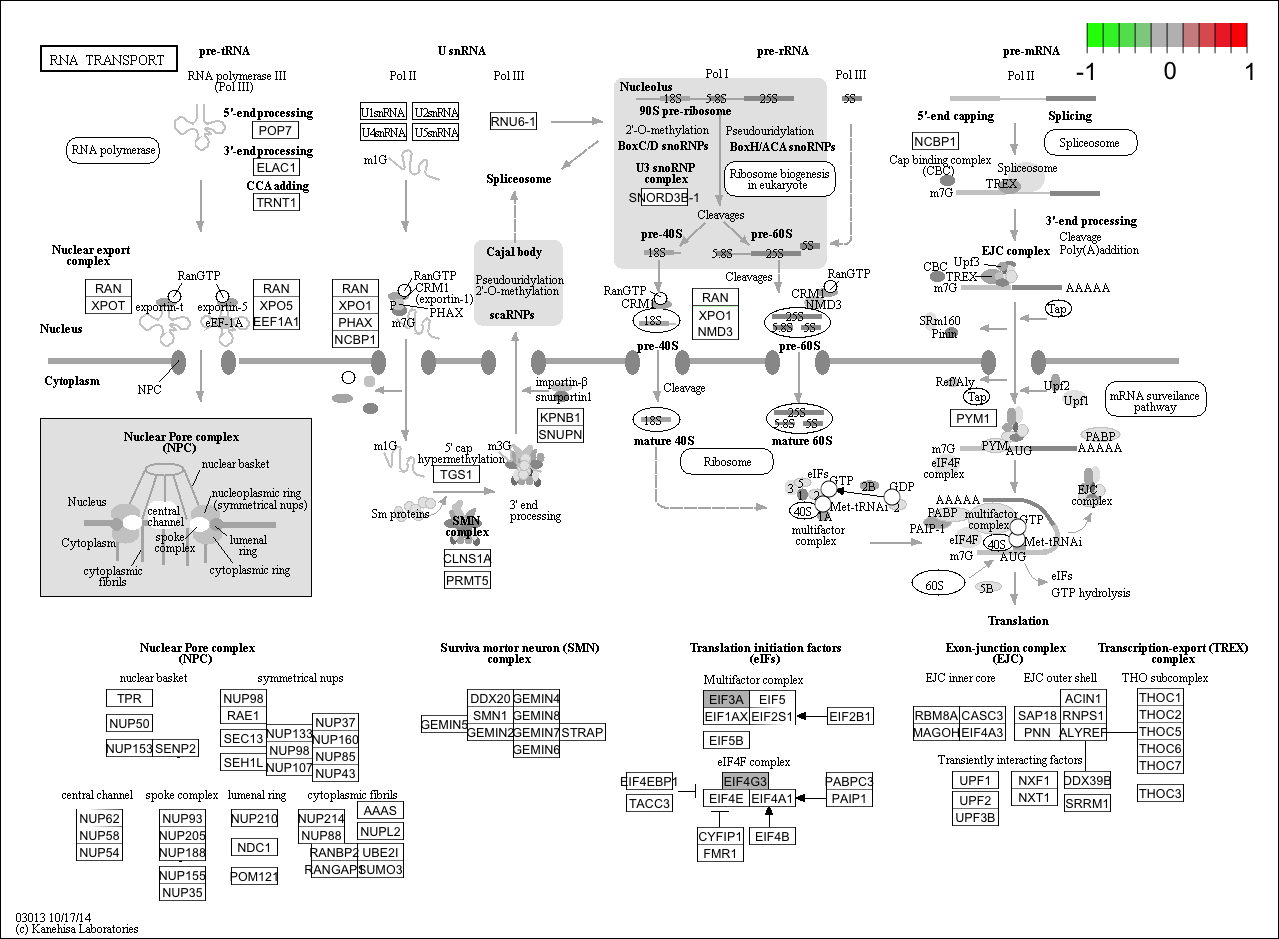 RNA TRANSPORT
pre-tRNA
RNA polymerase III
(Pol III)
5'-end processing
POP7
3'-end processing
ELAC1
CCA adding
TRNT1
RNA polymerase
Nuclear export
complex
RanGTP
RAN
XPOT
exportin-t
exportin-5
eEF-1A
RAN
XPO5
EEF1A1
Nucleus
Cytoplasm
NPC
U snRNA
Pol II
Pol III
U1snRNA
U2snRNA
U4snRNA
U5snRNA
RNU6-1
m1G
Spliceosome
Cajal body
Pseudouridylation
2'-O-methylation
scaRNPs
RAN
XPO1
PHAX
NCBP1
RanGTP
CRM1
(exportin-1)
P
PHAX
m7G
importin-β
snurportin1
KPNB1
SNUPN
m1G
5' cap
hypermethylation
m3G
TGS1
Sm proteins
SMN
complex
3' end
processing
CLNS1A
PRMT5
pre-rRNA
Pol I
Pol III
Nucleolus
18S
5.8S
25S
5S
90S pre-ribosome
2'-O-methylation
Pseudouridylation
BoxC/D snoRNPs
BoxH/ACA snoRNPs
U3 snoRNP
complex
SNORD3B-1
Ribosome biogenesis
in eukaryote
Cleavages
pre-40S
pre-60S
18S
5.8S
25S
5S
Cleavages
RanGTP
CRM1
18S
RAN
XPO1
NMD3
RanGTP
CRM1
NMD3
25S
5.8S
5S
pre-40S
pre-60S
Cleavage
18S
25S
5.8S
5S
mature 40S
mature 60S
Ribosome
eIFs
3
5
1
2
GTP
2B
GDP
40S
Met-tRNAi
2
1A
multifactor
complex
pre-mRNA
Pol II
-1
0
1
5'-end capping
Splicing
NCBP1
Cap binding complex
(CBC)
Spliceosome
Spliceosome
TREX
m7G
3'-end processing
Cleavage
Poly(A)addition
EJC complex
CBC
Upf3
TREX
m7G
AAAAA
Tap
SRm160
Pinin
Ref/Aly
Tap
Upf2
Upf1
mRNA surveilance
pathway
PYM1
PYM
AUG
PABP
m7G
AAAAA
eIF4F
complex
EJC
complex
AAAAA
PABP
PAIP-1
multifactor
complex
GTP
eIF4F
40S
Met-tRNAi
m7G
AUG
60S
5B
eIFs
GTP hydrolysis
Translation
Nuclear Pore complex
(NPC)
nuclear basket
Nucleus
nucleoplasmic ring
(symmetrical nups)
central
channel
spoke
complex
Cytoplasm
lumenal
ring
cytoplasmic
fibrils
cytoplasmic ring
Nuclear Pore complex
(NPC)
nuclear basket
symmetrical nups
TPR
NUP50
NUP153
SENP2
NUP98
RAE1
SEC13
SEH1L
NUP133
NUP98
NUP107
NUP37
NUP160
NUP85
NUP43
central channel
spoke complex
lumenal ring
cytoplasmic fibrils
NUP62
NUP58
NUP54
NUP93
NUP205
NUP188
NUP155
NUP35
NUP210
NDC1
POM121
NUP214
NUP88
RANBP2
RANGAP1
AAAS
NUPL2
UBE2I
SUMO3
Surviva mortor neuron (SMN)
complex
DDX20
GEMIN4
SMN1
GEMIN8
GEMIN5
GEMIN2
GEMIN7
STRAP
GEMIN6
Translation initiation factors
(eIFs)
Multifactor complex
EIF3A
EIF5
EIF1AX
EIF2S1
EIF2B1
EIF5B
eIF4F complex
EIF4EBP1
TACC3
EIF4G3
EIF4E
EIF4A1
PABPC3
PAIP1
CYFIP1
FMR1
EIF4B
Exon-junction complex
(EJC)
EJC inner core
EJC outer shell
RBM8A
CASC3
MAGOH
EIF4A3
ACIN1
SAP18
RNPS1
PNN
ALYREF
Transiently interacting factors
UPF1
UPF2
UPF3B
NXF1
NXT1
DDX39B
SRRM1
Transcription-export (TREX)
complex
THO subcomplex
THOC1
THOC2
THOC5
THOC6
THOC7
THOC3
03013 10/17/14
(c) Kanehisa Laboratories